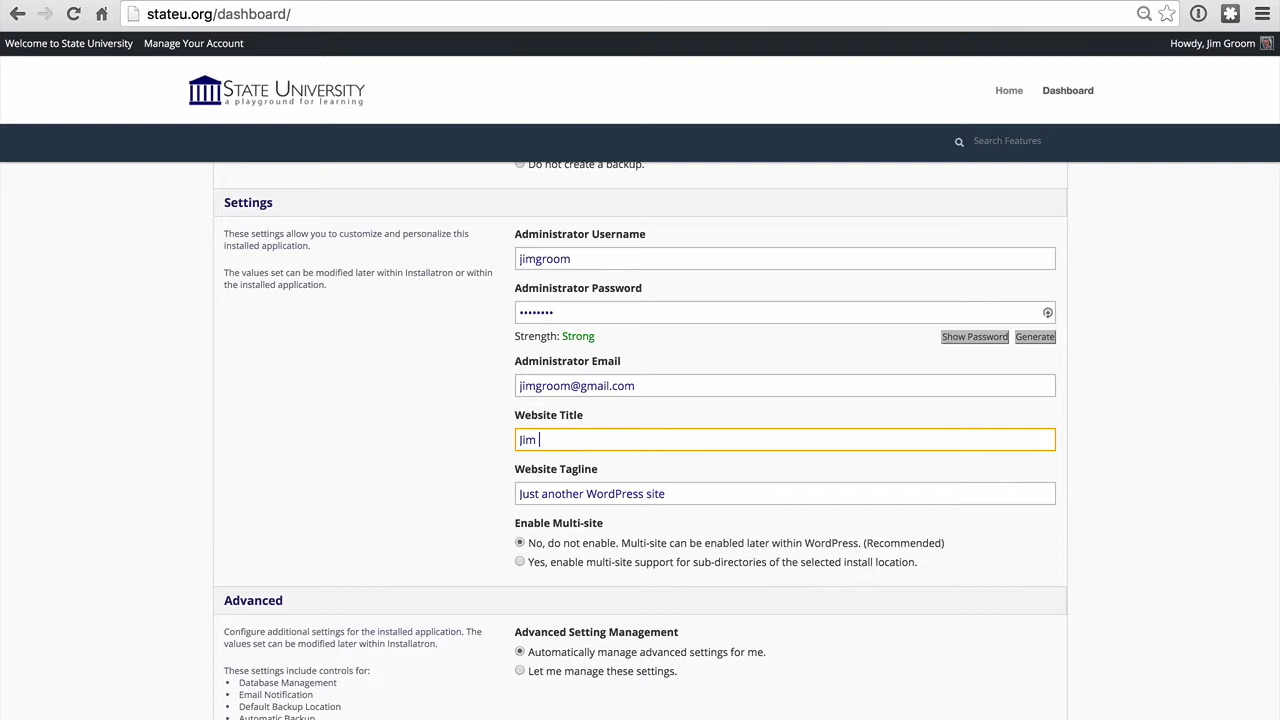 stateu.org/dashboard/
Welcome to State University Manage Your Account Howdy, Jim Groom
STATE UNIVERSITY
a playground for learning
Home Dashboard
Search Features
Do not create a backup.
Settings
These settings allow you to customize and personalize this
installed application.
The values set can be modified later within Installatron or within
the installed application.
Administrator Username
jimgroom
Administrator Password
••••••••
Strength: Strong Show Password Generate
Administrator Email
jimgroom@gmail.com
Website Title
Jim
Website Tagline
Just another WordPress site
Enable Multi-site
No, do not enable. Multi-site can be enabled later within WordPress. (Recommended)
Yes, enable multi-site support for sub-directories of the selected install location.
Advanced
Configure additional settings for the installed application. The
values set can be modified later within Installatron.
These settings include controls for:
• Database Management
• Email Notification
• Default Backup Location
• Automatic Backup
Advanced Setting Management
Automatically manage advanced settings for me.
Let me manage these settings.